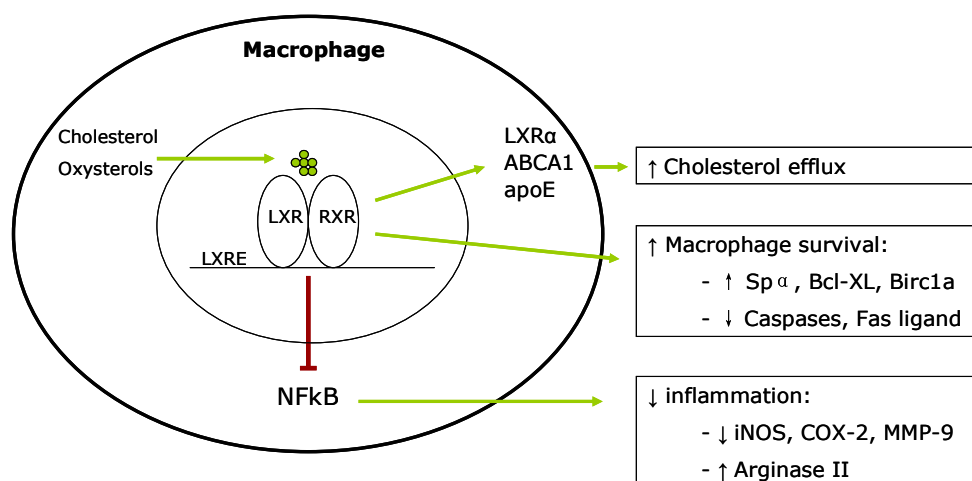 Macrophage
Cholesterol
Oxysterols
LXR
RXR
LXRE
NFkB
LXRα
ABCA1
apoE
↑ Cholesterol efflux
↑ Macrophage survival:
- ↑ Sp α, Bcl-XL, Birc1a
- ↓ Caspases, Fas ligand
↓ inflammation:
- ↓ iNOS, COX-2, MMP-9
- ↑ Arginase II